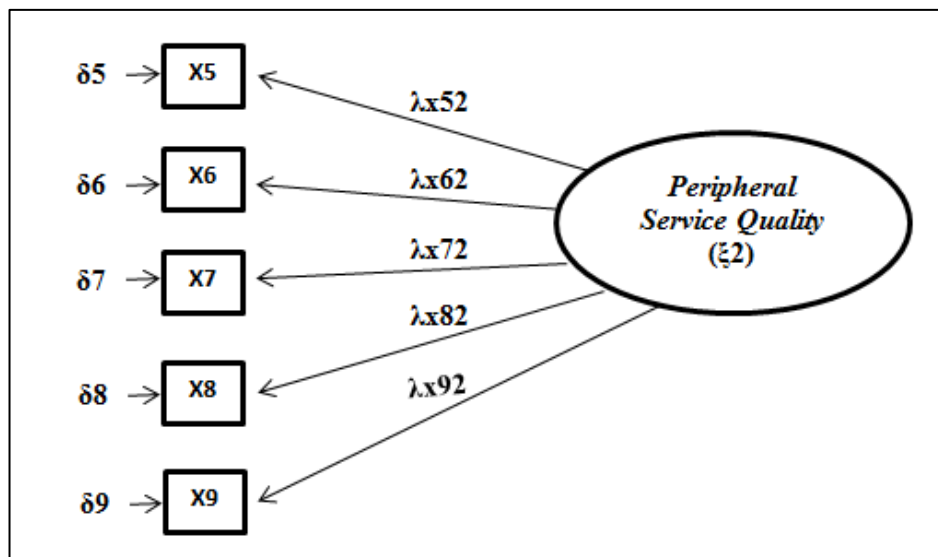 δ5
X5
λx52
δ6
X6
λx62
Peripheral
Service Quality
(ξ2)
δ7
X7
λx72
λx82
δ8
X8
λx92
δ9
X9